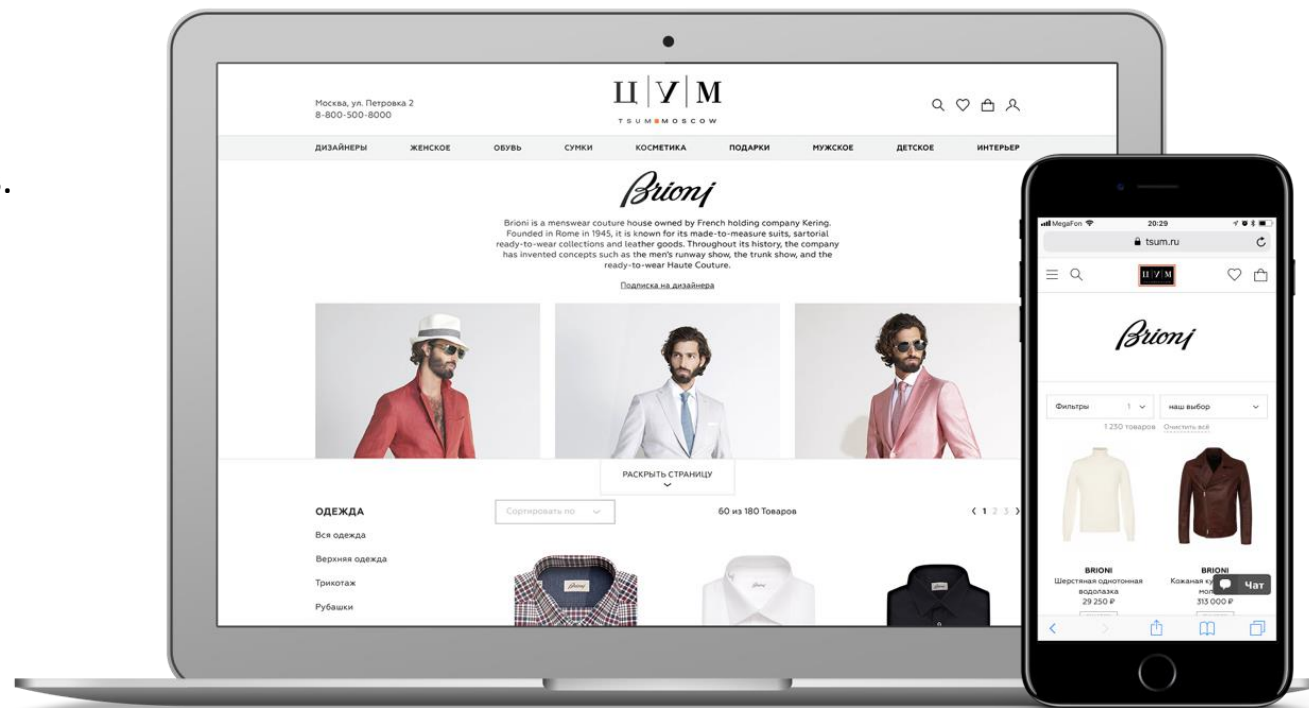 Москва, ул. Петровка 2
8-800-500-8000
Ц|У|М
TSUM MOSCOW
ДИЗАЙНЕРЫ ЖЕНСКОЕ ОБУВЬ СУМКИ КОСМЕТИКА ПОДАРКИ МУЖСКОЕ ДЕТСКОЕ ИНТЕРЬЕР
Brioni
Brioni is a menswear couture house owned by French holding company Kering.
Founded in Rome in 1945, it is known for its made-to-measure suits, sartorial
ready-to-wear collections and leather goods. Throughout its history, the company
has invented concepts such as the men's runway show, the trunk show, and the
ready-to-wear Haute Couture.
Подписка на дизайнера
РАСКРЫТЬ СТРАНИЦУ
ОДЕЖДА
Сортировать по
60 из 180 Товаров
1 2 3
Вся одежда
Верхняя одежда
Трикотаж
Рубашки
Brioni
Brioni
Brioni
MegaFon 20:29
tsum.ru
Ц|У|М
Brioni
Фильтры 1 наш выбор
1 230 товаров Очистить всё
BRIONI
Шерстяная однотонная
водолазка
29 250 ₽
BRIONI
Кожаная ку
мол
313 000 ₽
Чат